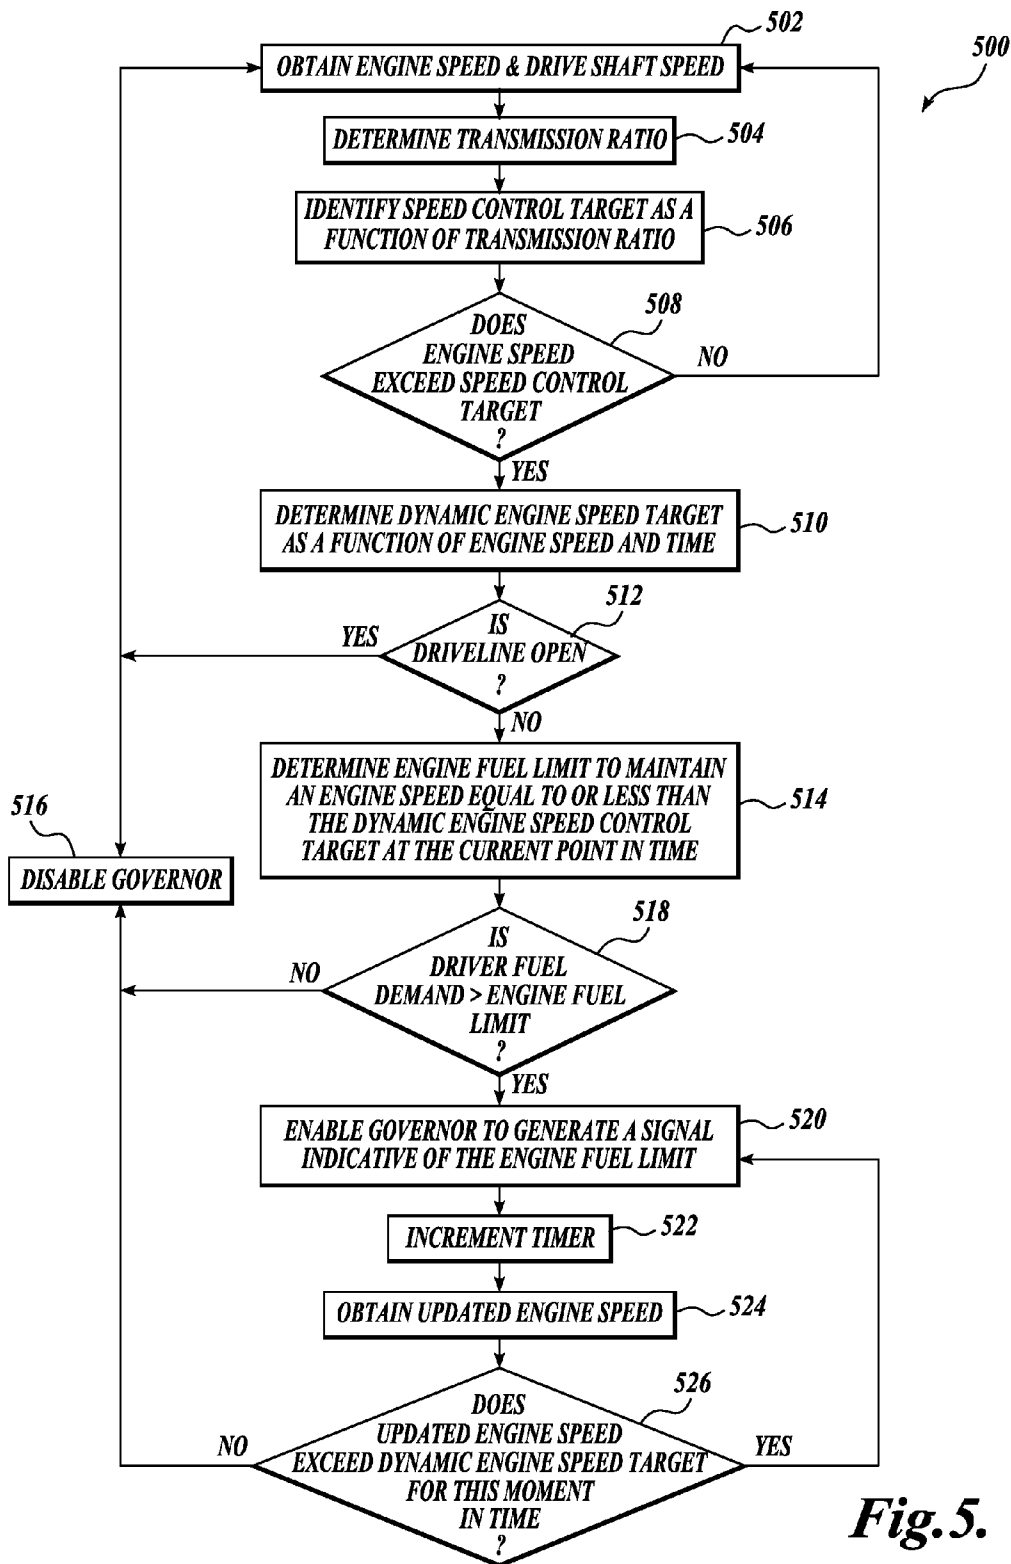 502
OBTAIN ENGINE SPEED & DRIVE SHAFT SPEED
500
DETERMINE TRANSMISSION RATIO
504
IDENTIFY SPEED CONTROL TARGET AS A
FUNCTION OF TRANSMISSION RATIO
506
508
DOES
ENGINE SPEED
EXCEED SPEED CONTROL
TARGET
?
NO
YES
DETERMINE DYNAMIC ENGINE SPEED TARGET
AS A FUNCTION OF ENGINE SPEED AND TIME
510
512
IS
DRIVELINE OPEN
?
YES
NO
DETERMINE ENGINE FUEL LIMIT TO MAINTAIN
AN ENGINE SPEED EQUAL TO OR LESS THAN
THE DYNAMIC ENGINE SPEED CONTROL
TARGET AT THE CURRENT POINT IN TIME
514
516
DISABLE GOVERNOR
518
IS
DRIVER FUEL
DEMAND > ENGINE FUEL
LIMIT
?
NO
YES
ENABLE GOVERNOR TO GENERATE A SIGNAL
INDICATIVE OF THE ENGINE FUEL LIMIT
520
INCREMENT TIMER
522
OBTAIN UPDATED ENGINE SPEED
524
526
DOES
UPDATED ENGINE SPEED
EXCEED DYNAMIC ENGINE SPEED TARGET
FOR THIS MOMENT
IN TIME
?
NO
YES
Fig.5.